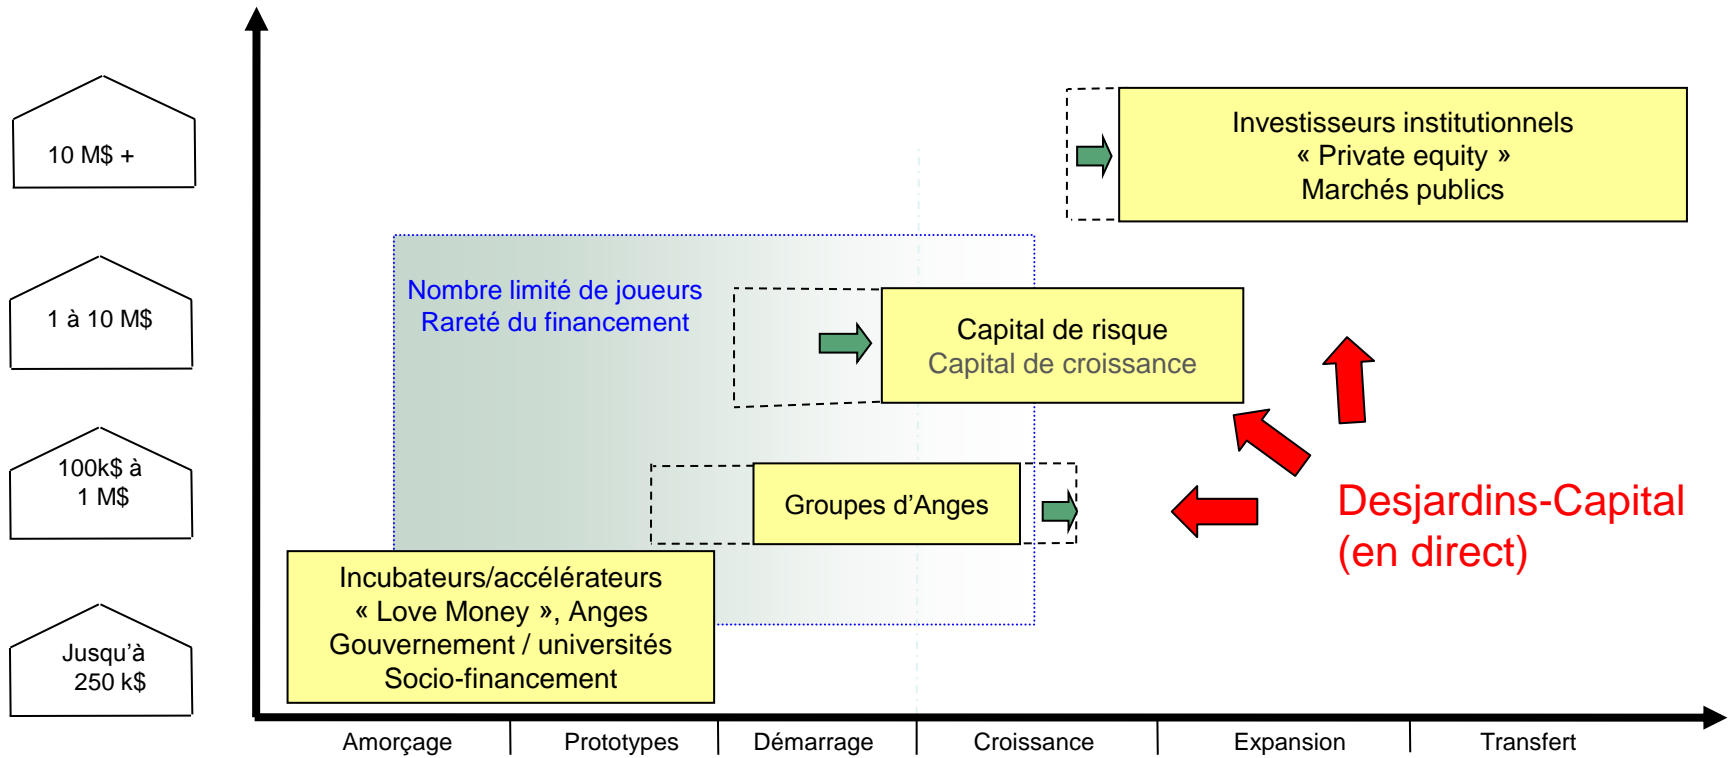 10 M$ +
Investisseurs institutionnels
« Private equity »
Marchés publics
Nombre limité de joueurs
Rareté du financement
1 à 10 M$
Capital de risque
Capital de croissance
100k$ à
1 M$
Groupes d’Anges
Desjardins-Capital
(en direct)
Incubateurs/accélérateurs
« Love Money », Anges
Gouvernement / universités
Socio-financement
Jusqu’à
250 k$
Amorçage
Prototypes
Démarrage
Croissance
Expansion
Transfert